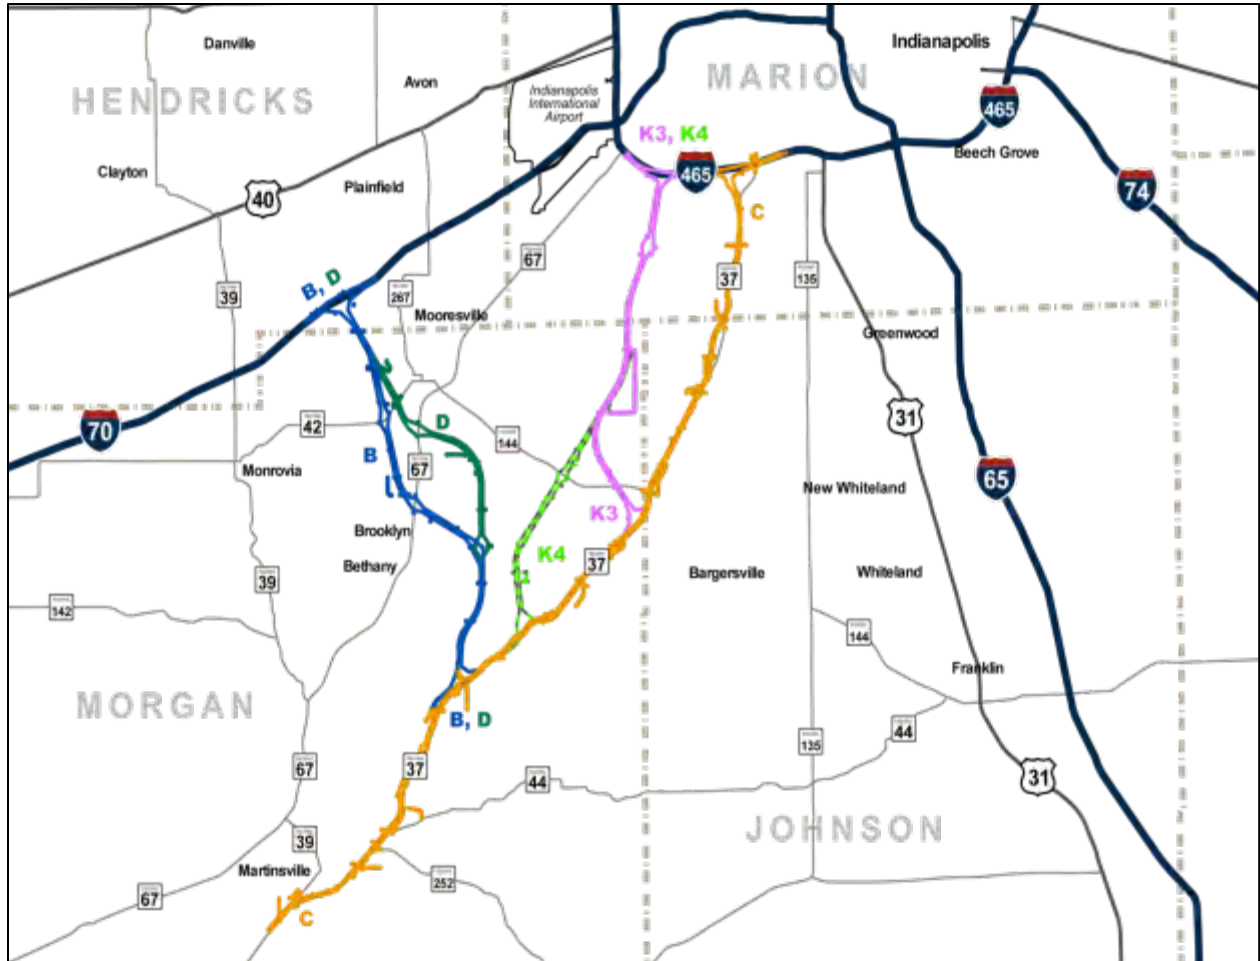 Danville
Indianapolis
HENDRICKS
Avon
MARION
Indianapolis
International
Airport
465
K3, K4
Beech Grove
Clayton
40
Plainfield
465
74
C
67
39
B, D
267
37
135
Mooresville
Greenwood
70
42
D
144
31
B
67
Monrovia
65
New Whiteland
K3
Brooklyn
K4
37
Bethany
39
Bargersville
Whiteland
142
144
Franklin
MORGAN
B, D
44
135
67
37
44
31
JOHNSON
39
Martinsville
252
67
C